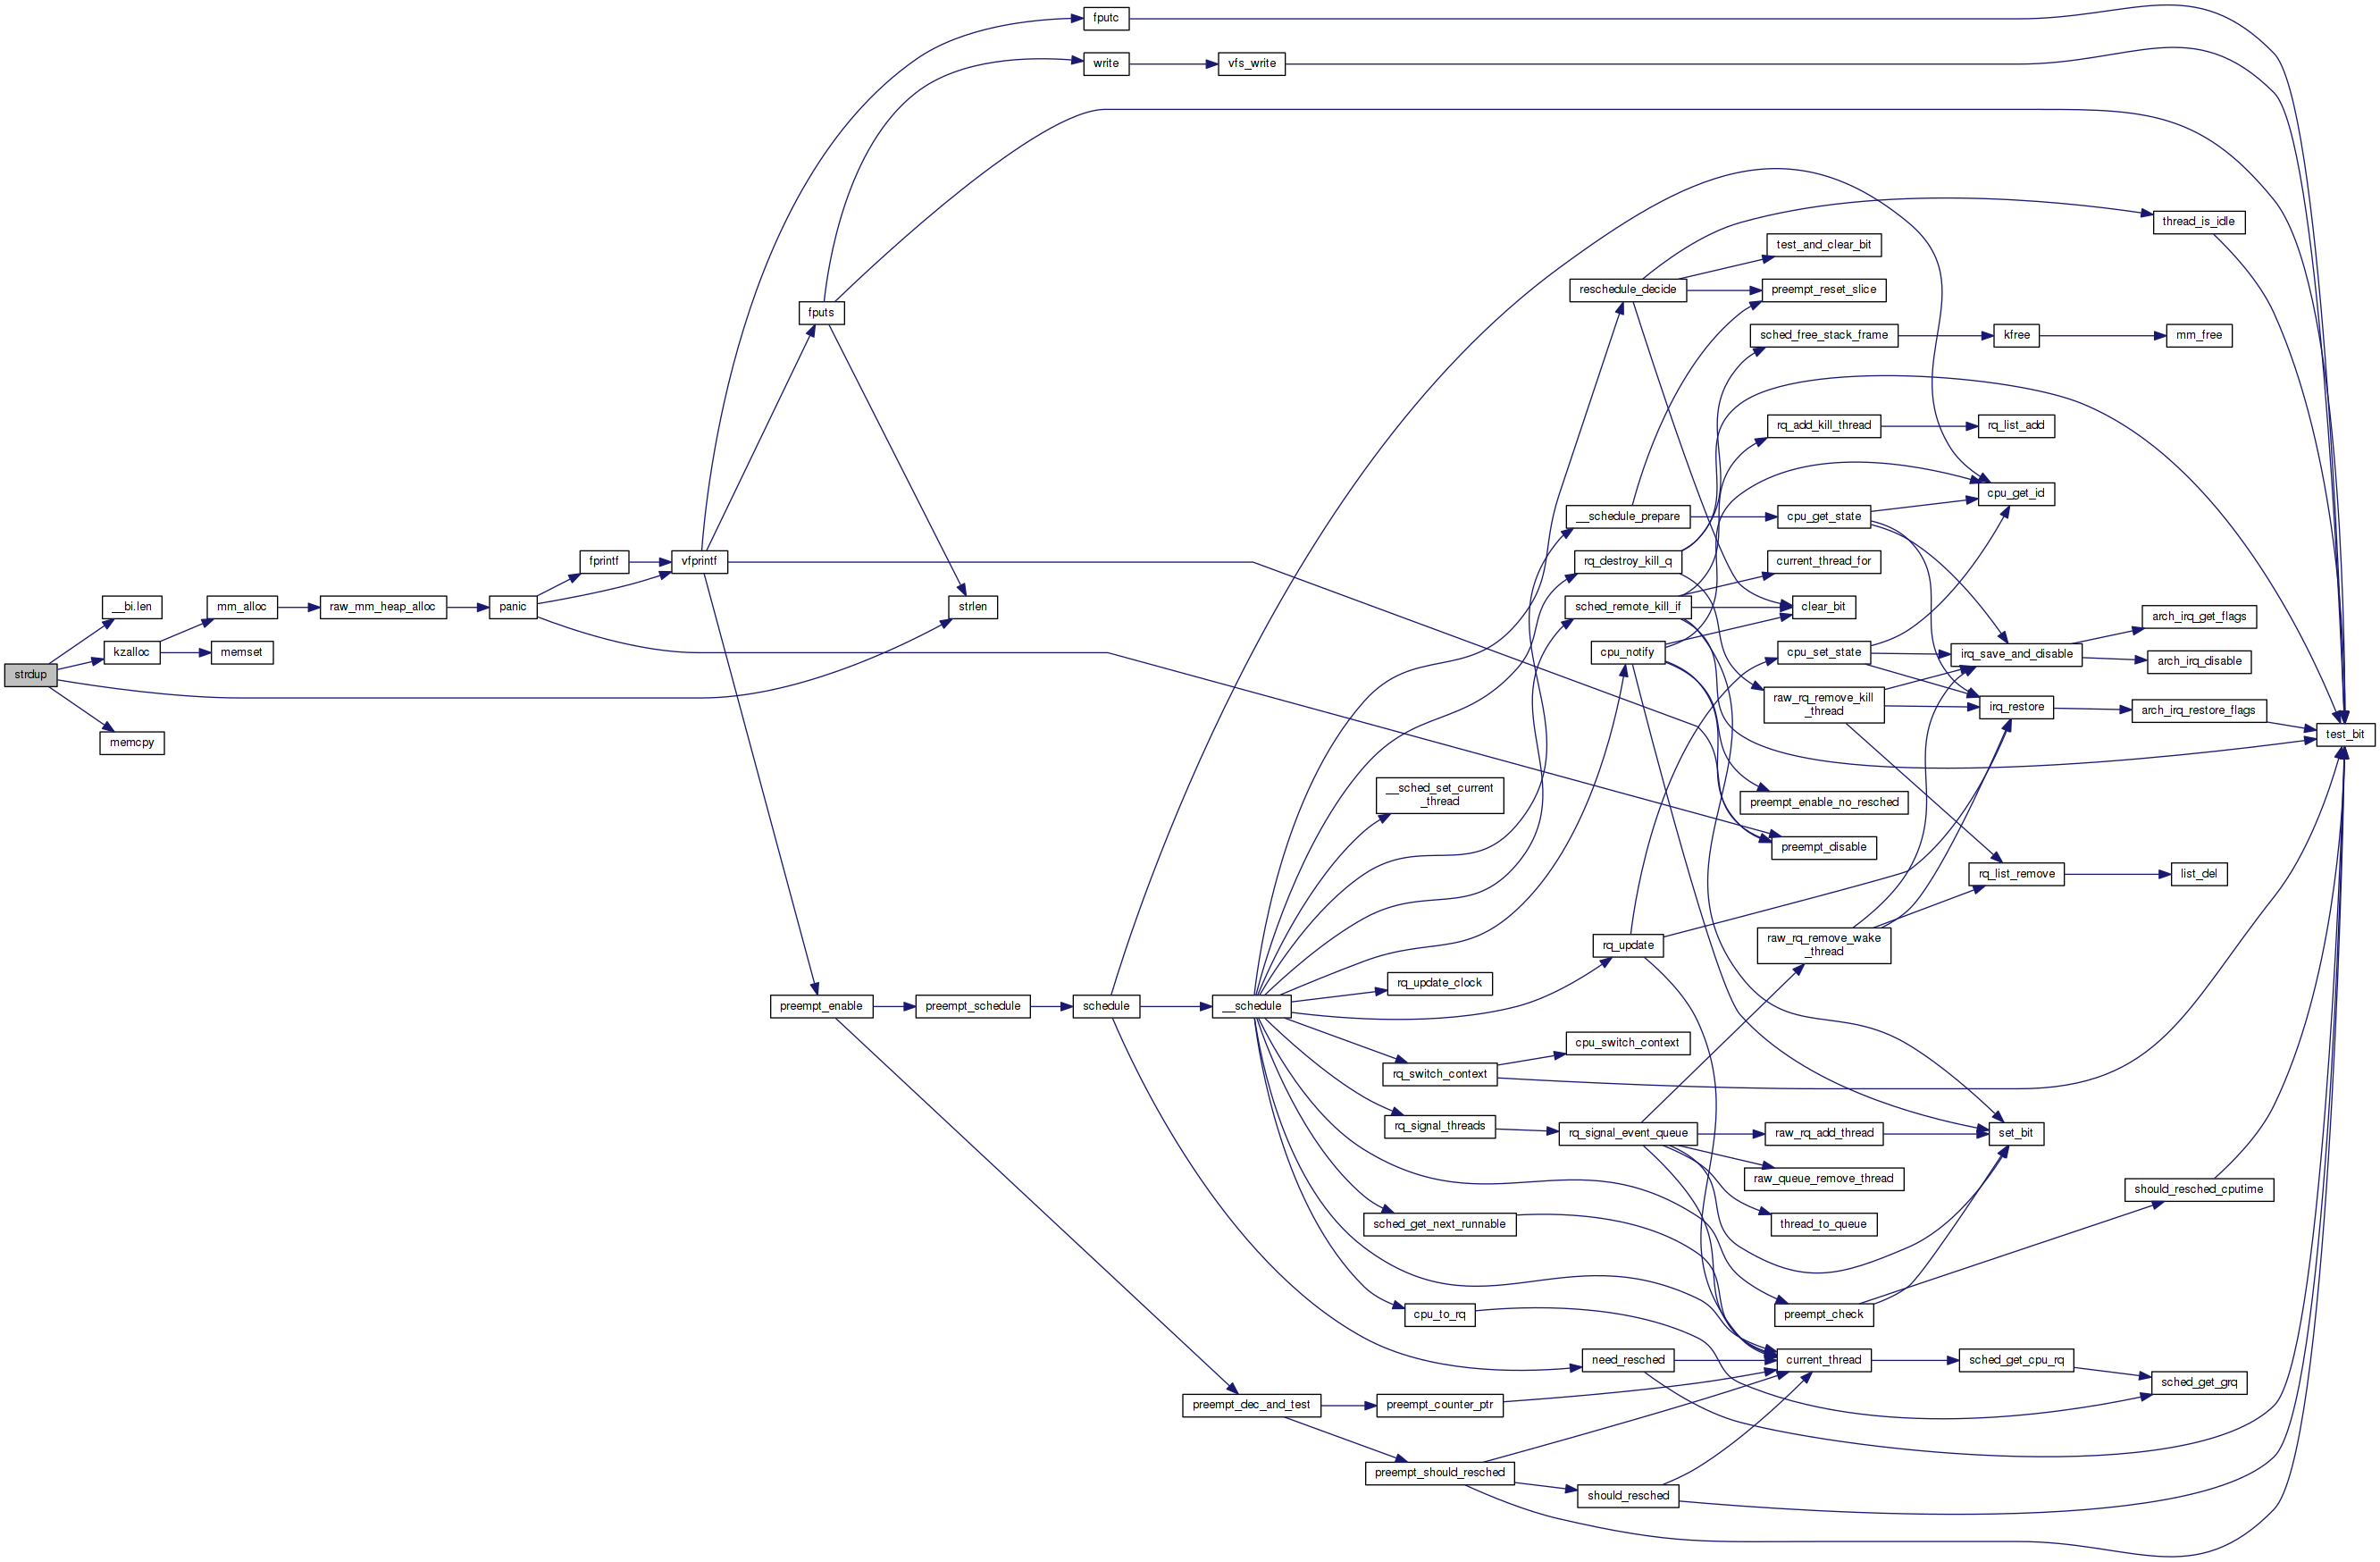 fputc
write
vfs_write
thread_is_idle
test_and_clear_bit
reschedule_decide
preempt_reset_slice
fputs
sched_free_stack_frame
kfree
mm_free
rq_add_kill_thread
rq_list_add
cpu_get_id
__schedule_prepare
cpu_get_state
fprintf
vfprintf
rq_destroy_kill_q
current_thread_for
__bi.len
mm_alloc
raw_mm_heap_alloc
panic
strlen
sched_remote_kill_if
clear_bit
arch_irq_get_flags
kzalloc
memset
cpu_notify
cpu_set_state
irq_save_and_disable
arch_irq_disable
strdup
raw_rq_remove_kill
_thread
irq_restore
arch_irq_restore_flags
memcpy
test_bit
__sched_set_current
_thread
preempt_enable_no_resched
preempt_disable
rq_list_remove
list_del
rq_update
raw_rq_remove_wake
_thread
rq_update_clock
preempt_enable
preempt_schedule
schedule
__schedule
cpu_switch_context
rq_switch_context
rq_signal_threads
rq_signal_event_queue
raw_rq_add_thread
set_bit
raw_queue_remove_thread
should_resched_cputime
sched_get_next_runnable
thread_to_queue
cpu_to_rq
preempt_check
need_resched
current_thread
sched_get_cpu_rq
sched_get_grq
preempt_dec_and_test
preempt_counter_ptr
preempt_should_resched
should_resched